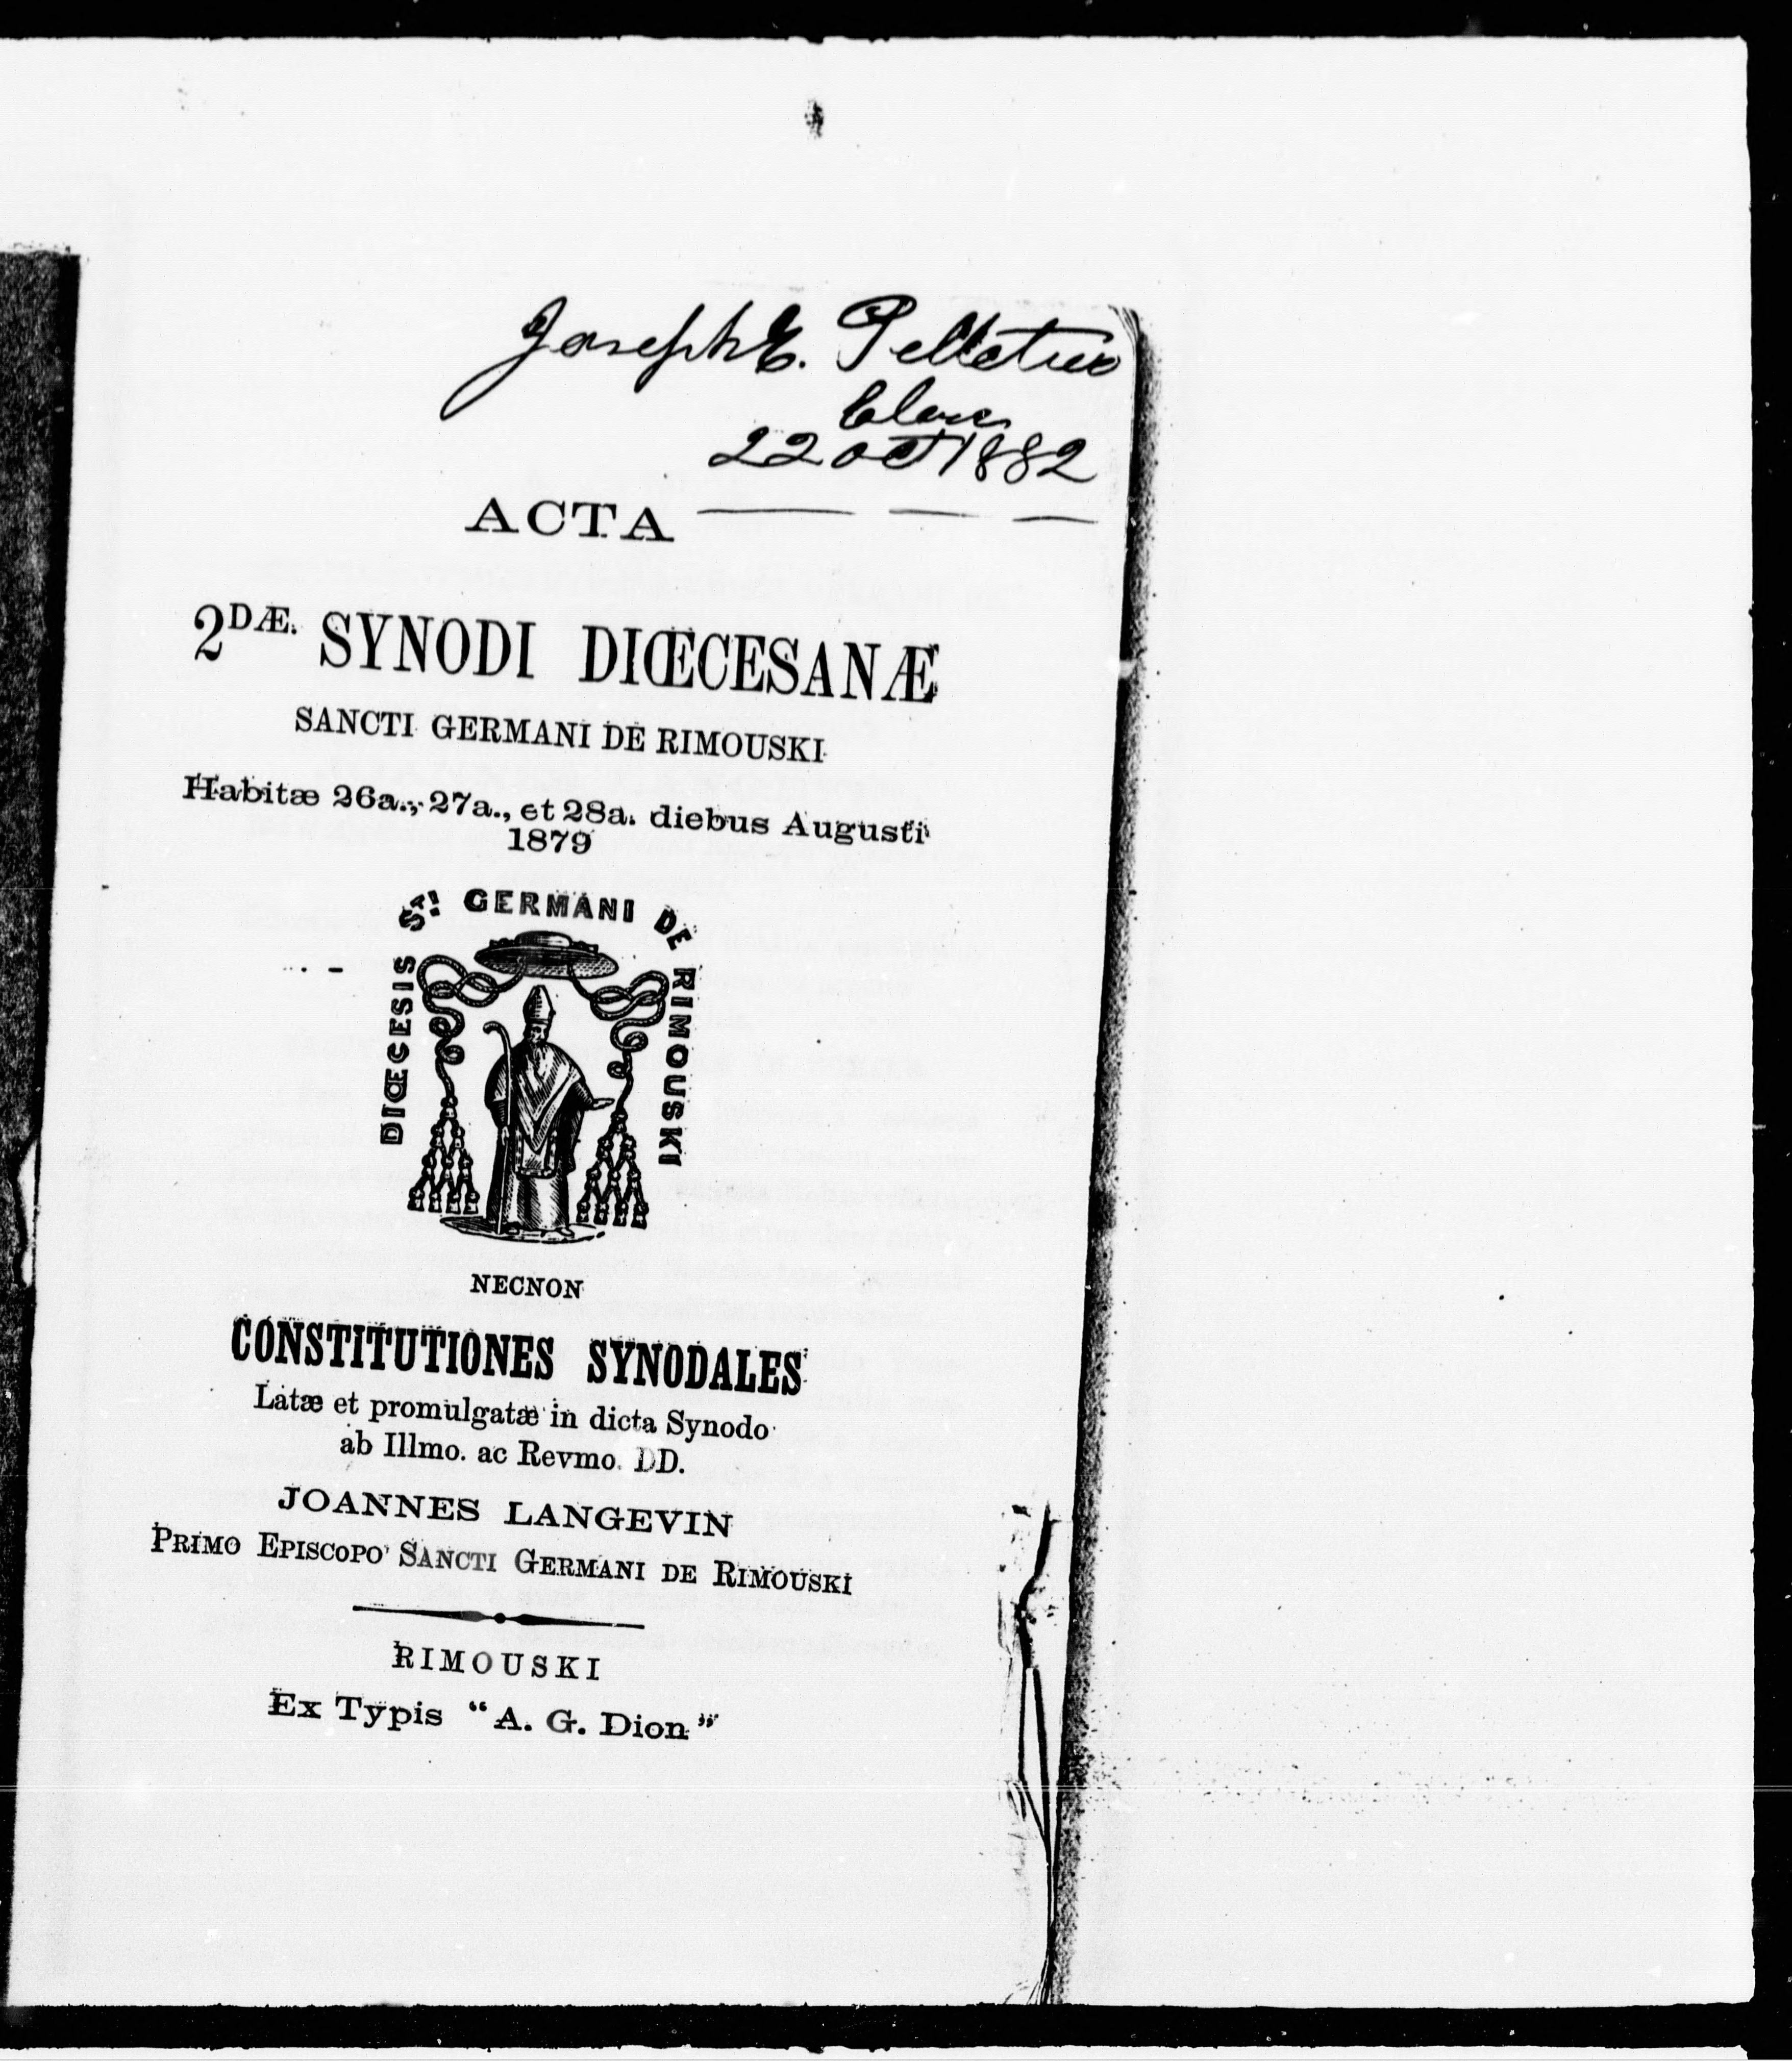 Joseph E. Pelletier
22 oct 1882
ACTA
2DÆ. SYNODI DIŒCESANÆ
SANCTI GERMANI DE RIMOUSKI
Habitæ 26a., 27a., et 28a. diebus Augusti
1879
DIŒCESIS STI GERMANI DE RIMOUSKI
NECNON
CONSTITUTIONES SYNODALES
Latæ et promulgatæ in dicta Synodo
ab Illmo. ac Revmo. DD.
JOANNES LANGEVIN
PRIMO EPISCOPO SANCTI GERMANI DE RIMOUSKI
RIMOUSKI
Ex Typis "A. G. Dion"